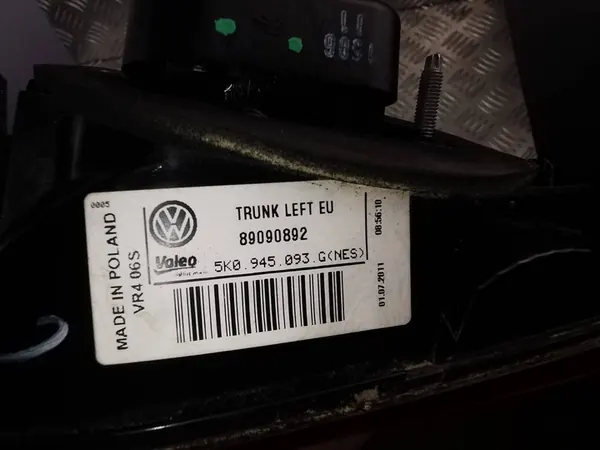 0005
TRUNK LEFT EU
89090892
Valeo
5K0.945.093.G(NES)
MADE IN POLAND
VR4 06S
08:56:10
01.07.2011